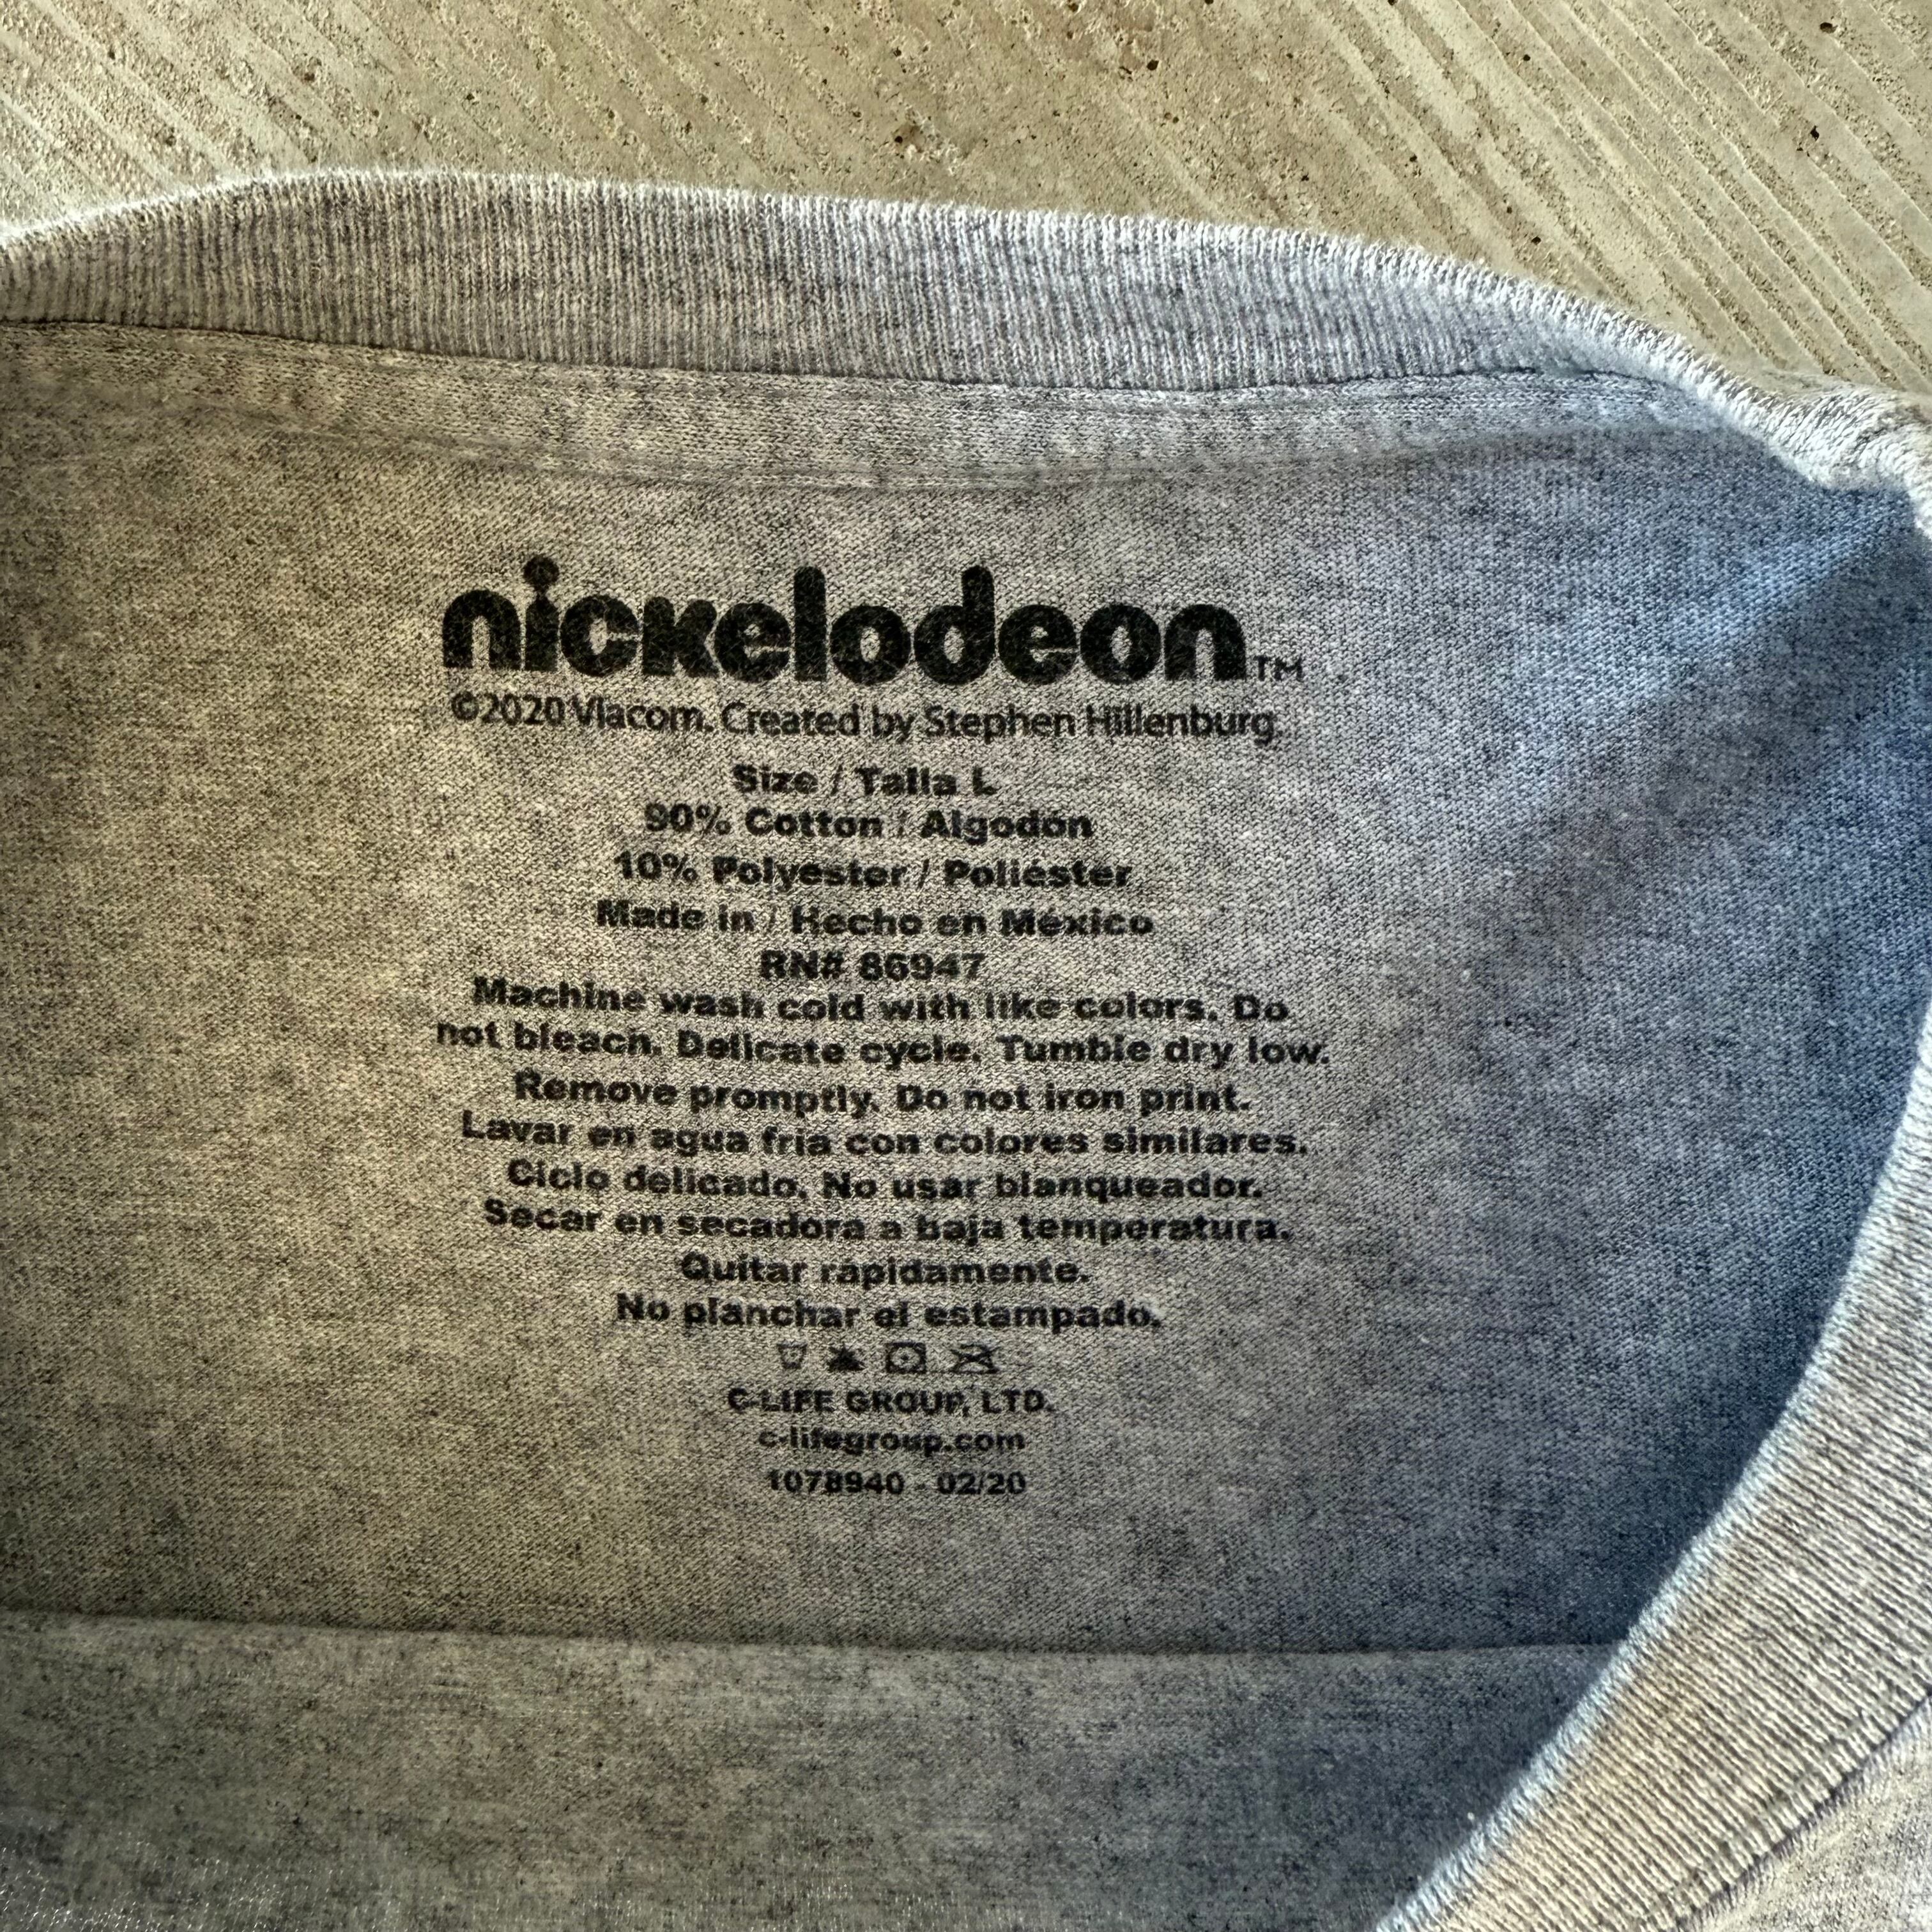 nickelodeon™
©2020 Viacom. Created by Stephen Hillenburg.
Size / Talla L
90% Cotton / Algodón
10% Polyester / Poliéster
Made in / Hecho en México
RN# 86947
Machine wash cold with like colors. Do
not bleach. Delicate cycle. Tumble dry low.
Remove promptly. Do not iron print.
Lavar en agua fria con colores similares.
Ciclo delicado. No usar blanqueador.
Secar en secadora a baja temperatura.
Quitar rapidamente.
No planchar el estampado.
C-LIFE GROUP, LTD.
c-lifegroup.com
1078940 - 02/20